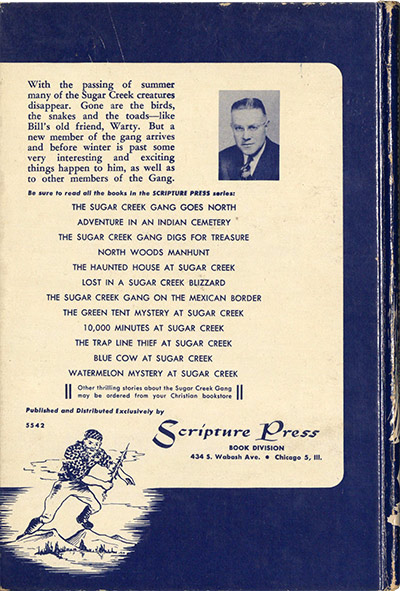 With the passing of summer
many of the Sugar Creek creatures
disappear. Gone are the birds,
the snakes and the toads—like
Bill's old friend, Warty. But a
new member of the gang arrives
and before winter is past some
very interesting and exciting
things happen to him, as well as
to other members of the Gang.
Be sure to read all the books in the SCRIPTURE PRESS series:
THE SUGAR CREEK GANG GOES NORTH
ADVENTURE IN AN INDIAN CEMETERY
THE SUGAR CREEK GANG DIGS FOR TREASURE
NORTH WOODS MANHUNT
THE HAUNTED HOUSE AT SUGAR CREEK
LOST IN A SUGAR CREEK BLIZZARD
THE SUGAR CREEK GANG ON THE MEXICAN BORDER
THE GREEN TENT MYSTERY AT SUGAR CREEK
10,000 MINUTES AT SUGAR CREEK
THE TRAP LINE THIEF AT SUGAR CREEK
BLUE COW AT SUGAR CREEK
WATERMELON MYSTERY AT SUGAR CREEK
Other thrilling stories about the Sugar Creek Gang
may be ordered from your Christian bookstore
Published and Distributed Exclusively by
5542
Scripture Press
BOOK DIVISION
434 S. Wabash Ave. • Chicago 5, Ill.